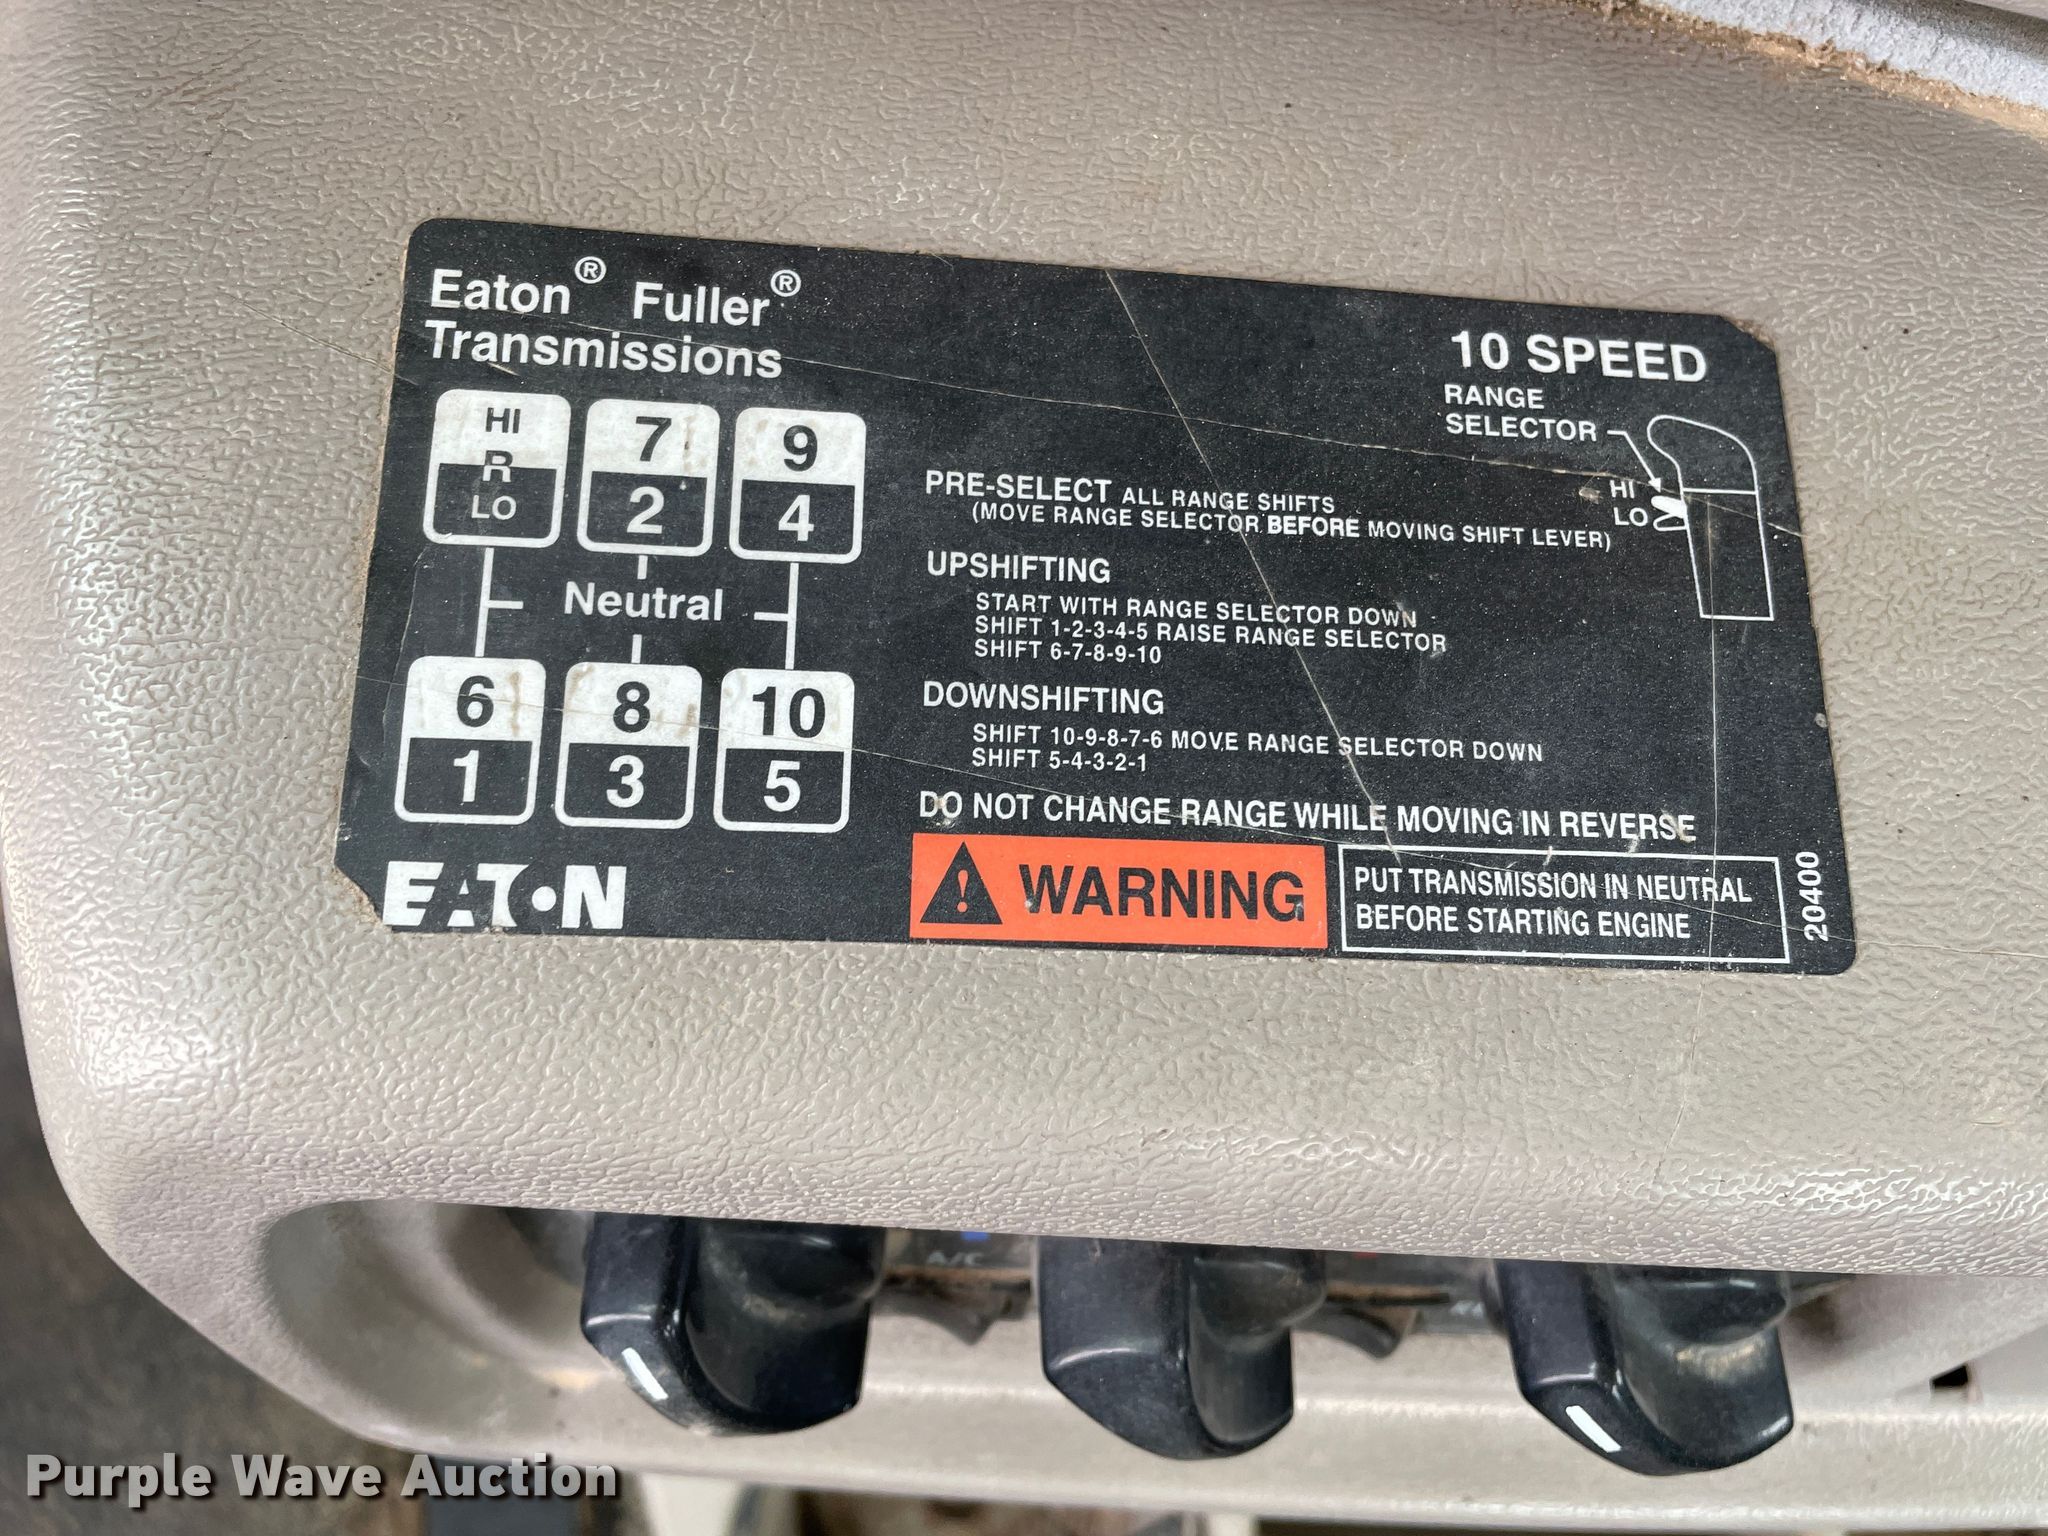 Eaton® Fuller®
Transmissions
HI
R
LO
7
2
9
4
Neutral
6
1
8
3
10
5
EATON
10 SPEED
RANGE
SELECTOR
HI
LO
PRE-SELECT ALL RANGE SHIFTS
(MOVE RANGE SELECTOR BEFORE MOVING SHIFT LEVER)
UPSHIFTING
START WITH RANGE SELECTOR DOWN
SHIFT 1-2-3-4-5 RAISE RANGE SELECTOR
SHIFT 6-7-8-9-10
DOWNSHIFTING
SHIFT 10-9-8-7-6 MOVE RANGE SELECTOR DOWN
SHIFT 5-4-3-2-1
DO NOT CHANGE RANGE WHILE MOVING IN REVERSE
! WARNING
PUT TRANSMISSION IN NEUTRAL
BEFORE STARTING ENGINE
20400
A/C
Purple Wave Auction